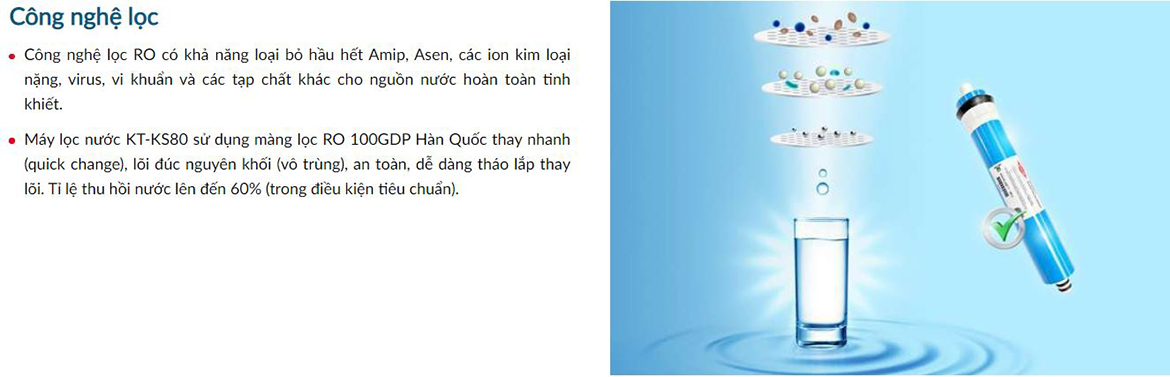 Công nghệ lọc
Công nghệ lọc RO có khả năng loại bỏ hầu hết Amip, Asen, các ion kim loại
nặng, virus, vi khuẩn và các tạp chất khác cho nguồn nước hoàn toàn tinh
khiết.
Máy lọc nước KT-KS80 sử dụng màng lọc RO 100GDP Hàn Quốc thay nhanh
(quick change), lõi đúc nguyên khối (vô trùng), an toàn, dễ dàng tháo lắp thay
lõi. Tỉ lệ thu hồi nước lên đến 60% (trong điều kiện tiêu chuẩn).